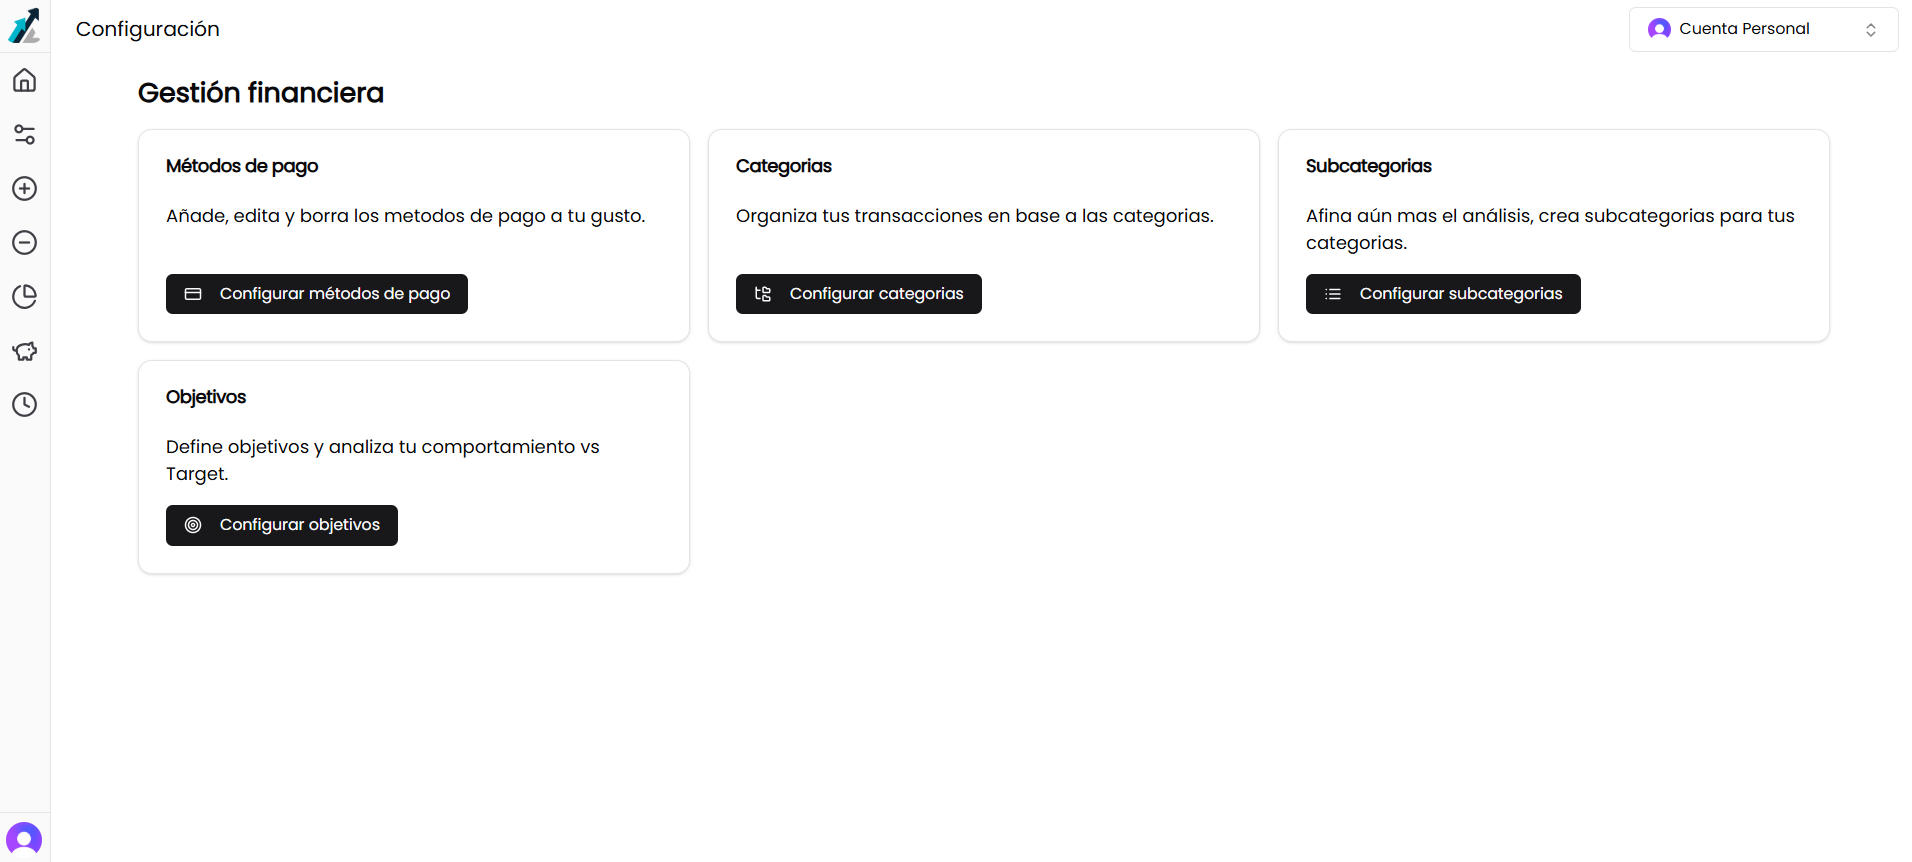 Configuración
Cuenta Personal
Gestión financiera
Métodos de pago
Añade, edita y borra los metodos de pago a tu gusto.
Configurar métodos de pago
Categorias
Organiza tus transacciones en base a las categorias.
Configurar categorias
Subcategorias
Afina aún mas el análisis, crea subcategorias para tus
categorias.
Configurar subcategorias
Objetivos
Define objetivos y analiza tu comportamiento vs
Target.
Configurar objetivos